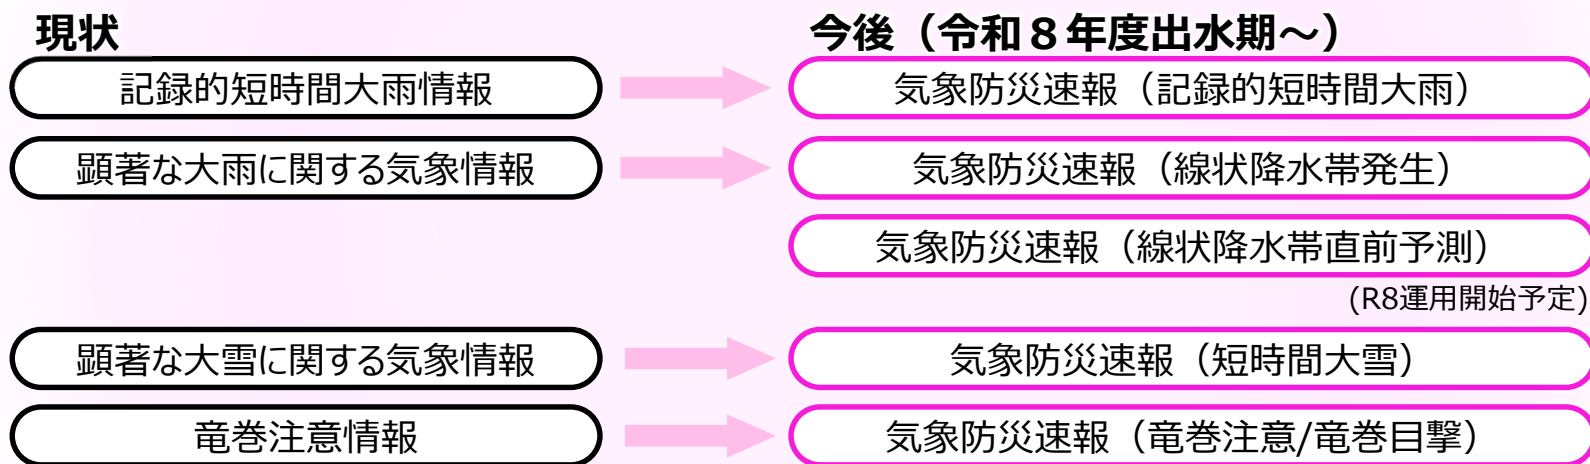 現状
今後（令和８年度出水期～）
記録的短時間大雨情報
気象防災速報（記録的短時間大雨）
顕著な大雨に関する気象情報
気象防災速報（線状降水帯発生）
気象防災速報（線状降水帯直前予測）
(R8運用開始予定)
顕著な大雪に関する気象情報
気象防災速報（短時間大雪）
竜巻注意情報
気象防災速報（竜巻注意/竜巻目撃）